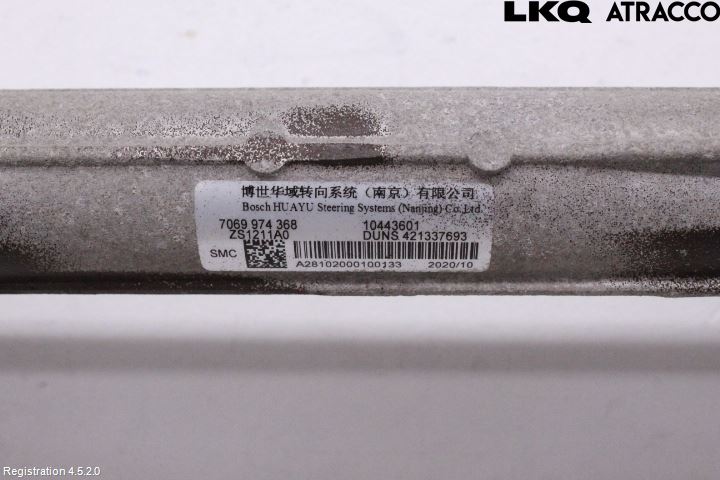 LKQ ATRACCO
博世华域转向系统（南京）有限公司
Bosch HUAYU Steering Systems (Nanjing) Co.,Ltd.
7069 974 368 10443601
ZS1211A0 DUNS 421337693
SMC
A28102000100133 2020/10
Registration 4.5.2.0